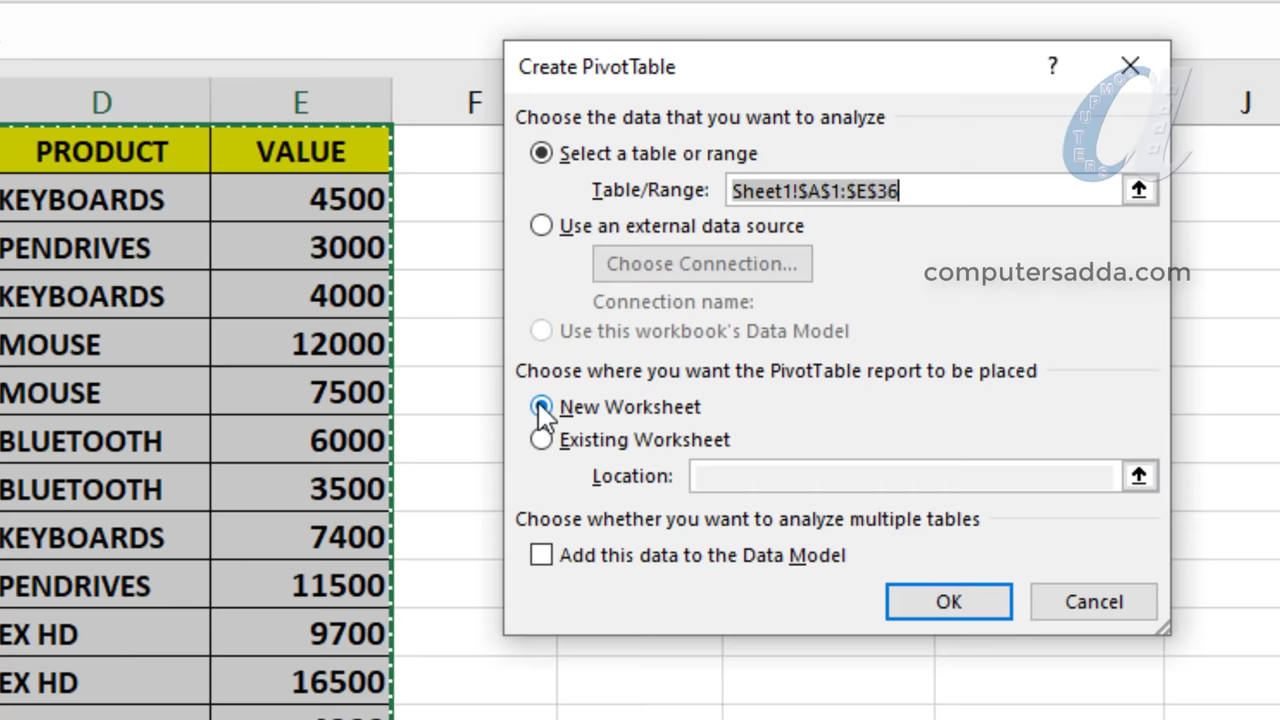 Create PivotTable ?
D E F J
Choose the data that you want to analyze
PRODUCT VALUE
Select a table or range
KEYBOARDS 4500
Table/Range: Sheet1!$A$1:$E$36
Use an external data source
PENDRIVES 3000
Choose Connection...
computersadda.com
KEYBOARDS 4000
Connection name:
Use this workbook's Data Model
MOUSE 12000
Choose where you want the PivotTable report to be placed
MOUSE 7500
New Worksheet
BLUETOOTH 6000
Existing Worksheet
Location:
BLUETOOTH 3500
Choose whether you want to analyze multiple tables
KEYBOARDS 7400
Add this data to the Data Model
PENDRIVES 11500
OK Cancel
EX HD 9700
EX HD 16500